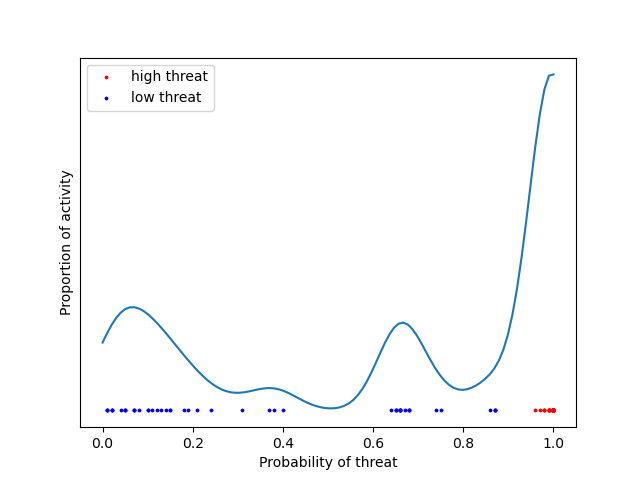 high threat
low threat
Proportion of activity
0.0 0.2 0.4 0.6 0.8 1.0
Probability of threat